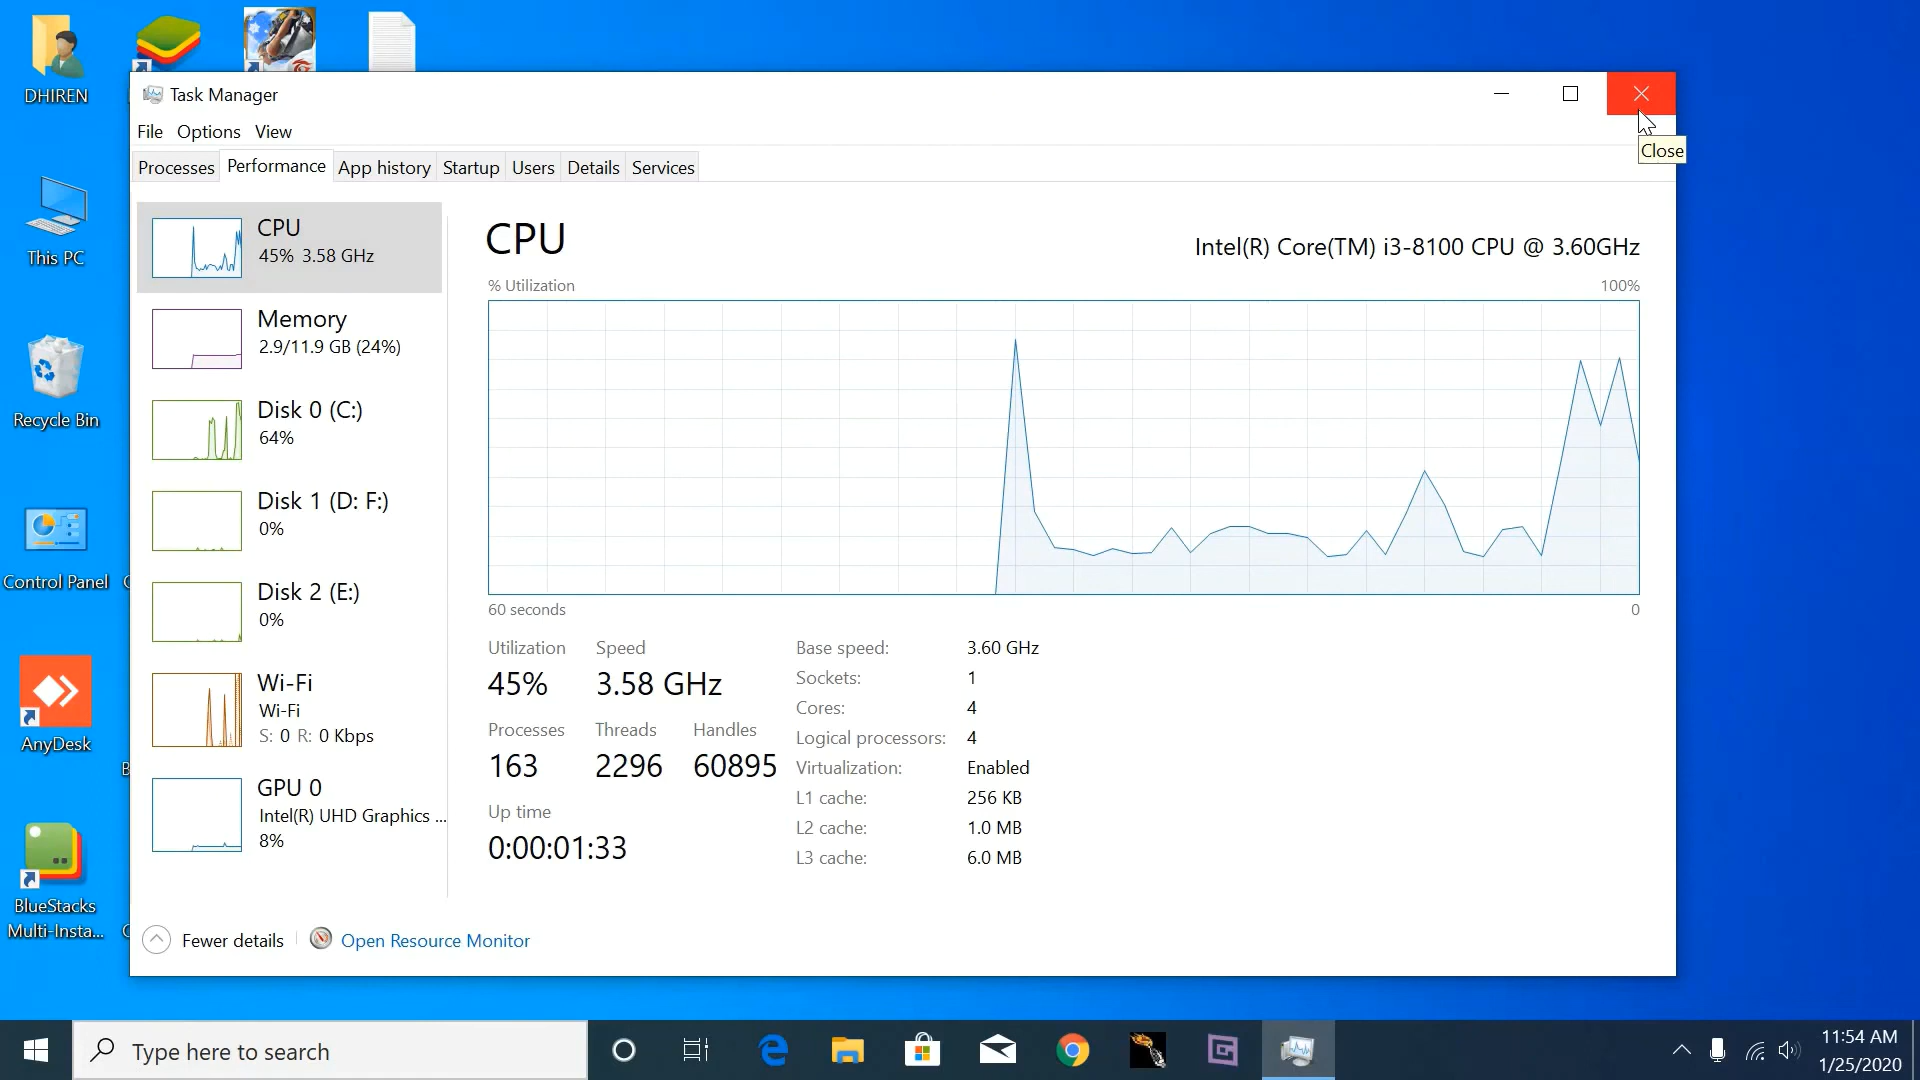 DHIREN
This PC
Recycle Bin
Control Panel
AnyDesk
BlueStacks
Multi-Insta...
Task Manager
Close
File Options View
Processes Performance App history Startup Users Details Services
CPU
45% 3.58 GHz
Memory
2.9/11.9 GB (24%)
Disk 0 (C:)
64%
Disk 1 (D: F:)
0%
Disk 2 (E:)
0%
Wi-Fi
Wi-Fi
S: 0 R: 0 Kbps
GPU 0
Intel(R) UHD Graphics ...
8%
CPU
Intel(R) Core(TM) i3-8100 CPU @ 3.60GHz
% Utilization 100%
60 seconds 0
Utilization Speed
45% 3.58 GHz
Processes Threads Handles
163 2296 60895
Up time
0:00:01:33
Base speed: 3.60 GHz
Sockets: 1
Cores: 4
Logical processors: 4
Virtualization: Enabled
L1 cache: 256 KB
L2 cache: 1.0 MB
L3 cache: 6.0 MB
Fewer details Open Resource Monitor
Type here to search
11:54 AM
1/25/2020